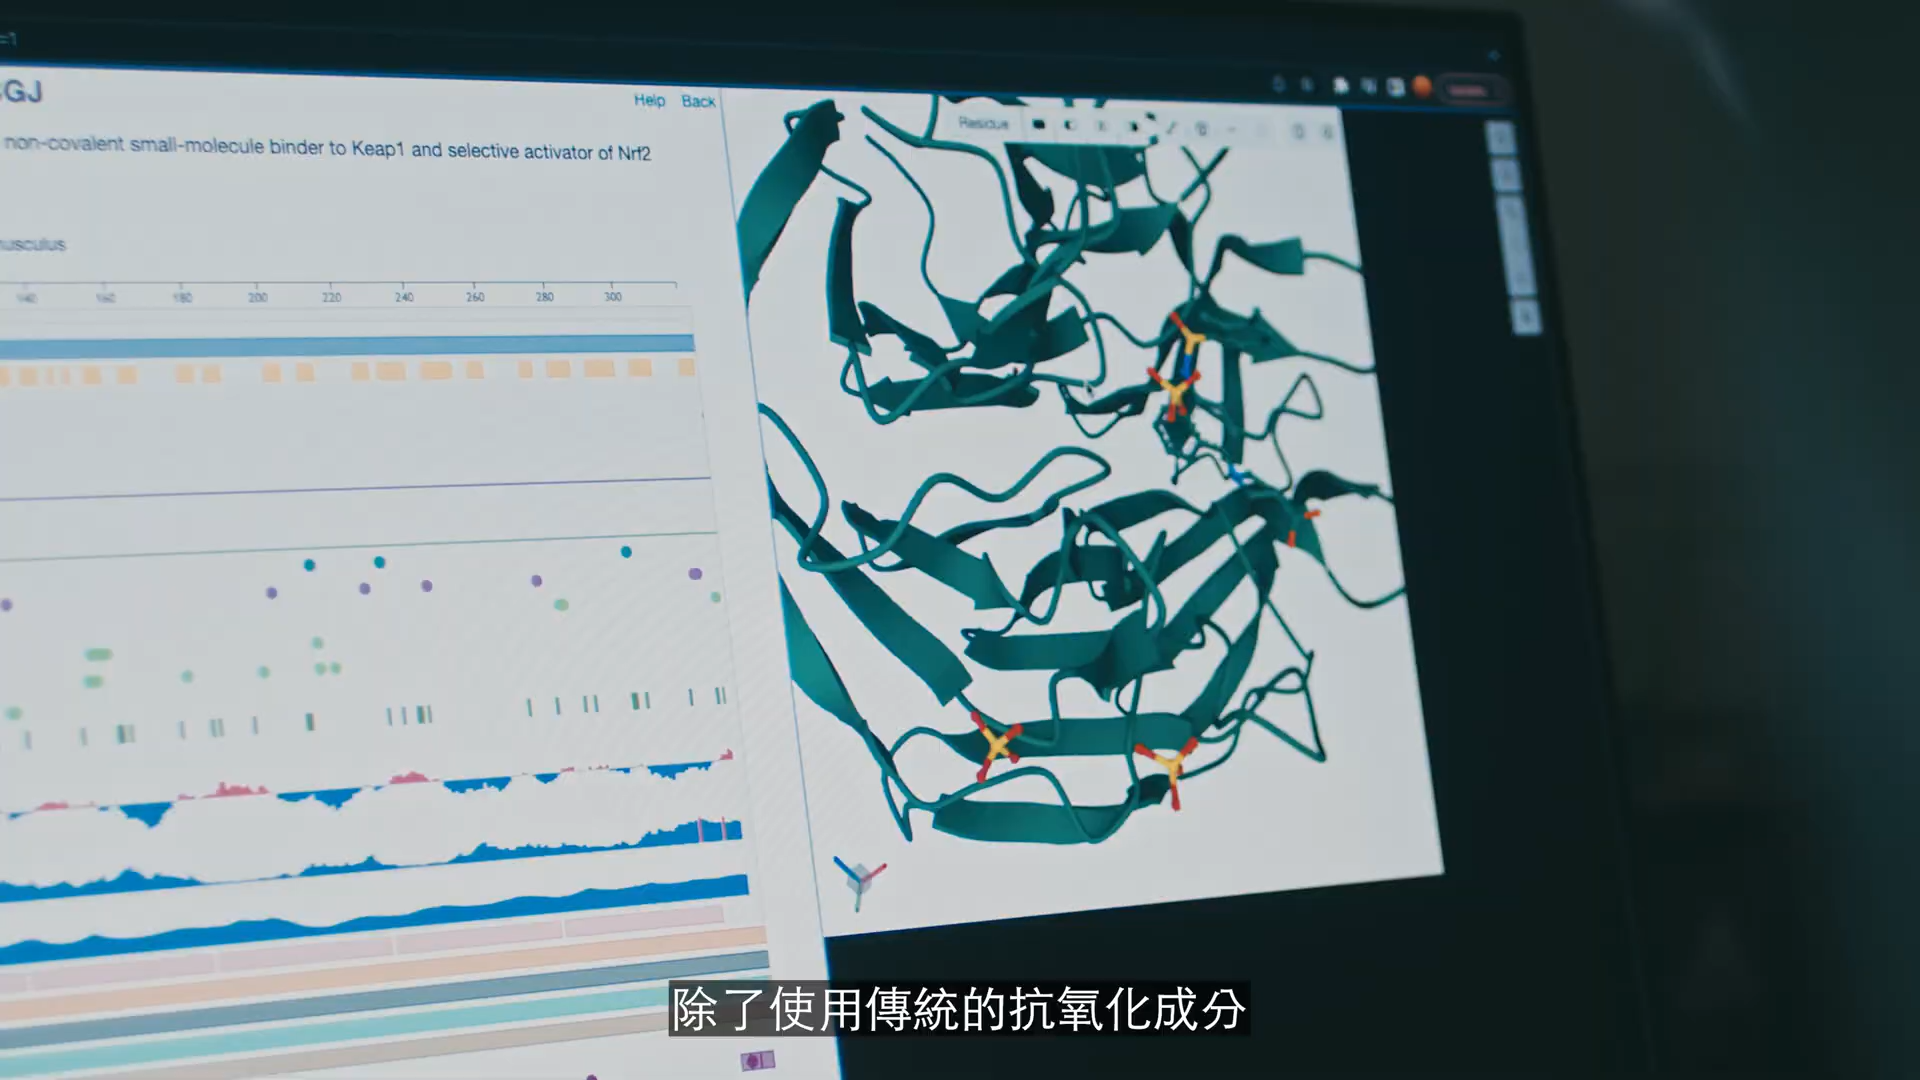 GJ
Help Back
Residue
non-covalent small-molecule binder to Keap1 and selective activator of Nrf2
musculus
140 160 180 200 220 240 260 280 300
除了使用傳統的抗氧化成分